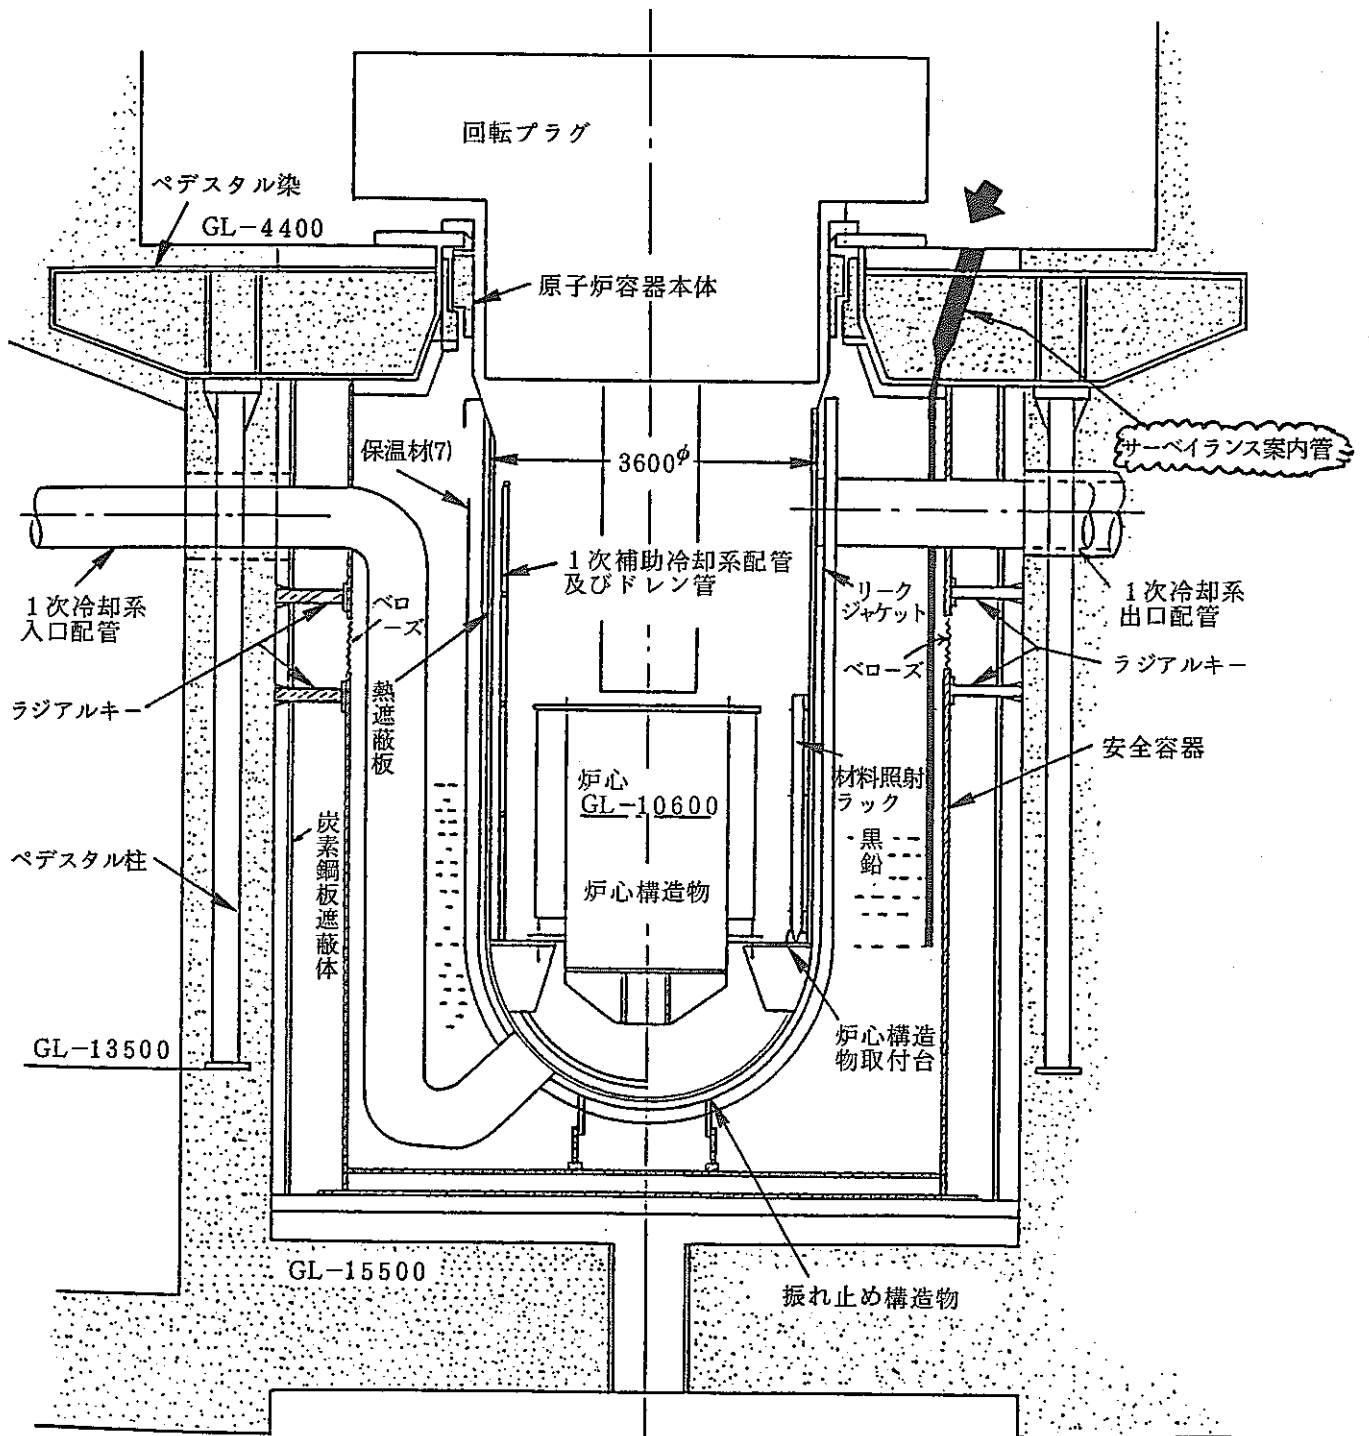 回転プラグ
ペデスタル染
GL-4400
原子炉容器本体
保温材(7)
3600φ
サーベイランス案内管
1次補助冷却系配管
及びドレン管
1次冷却系
入口配管
ベロ
ーズ
リーク
ジャケット
1次冷却系
出口配管
ベローズ
ラジアルキー
ラジアルキー
熱遮蔽板
安全容器
炉心
GL-10600
材料照射
ラック
黒
鉛
炭素鋼板遮蔽体
ペデスタル柱
炉心構造物
炉心構造
物取付台
GL-13500
GL-15500
振れ止め構造物